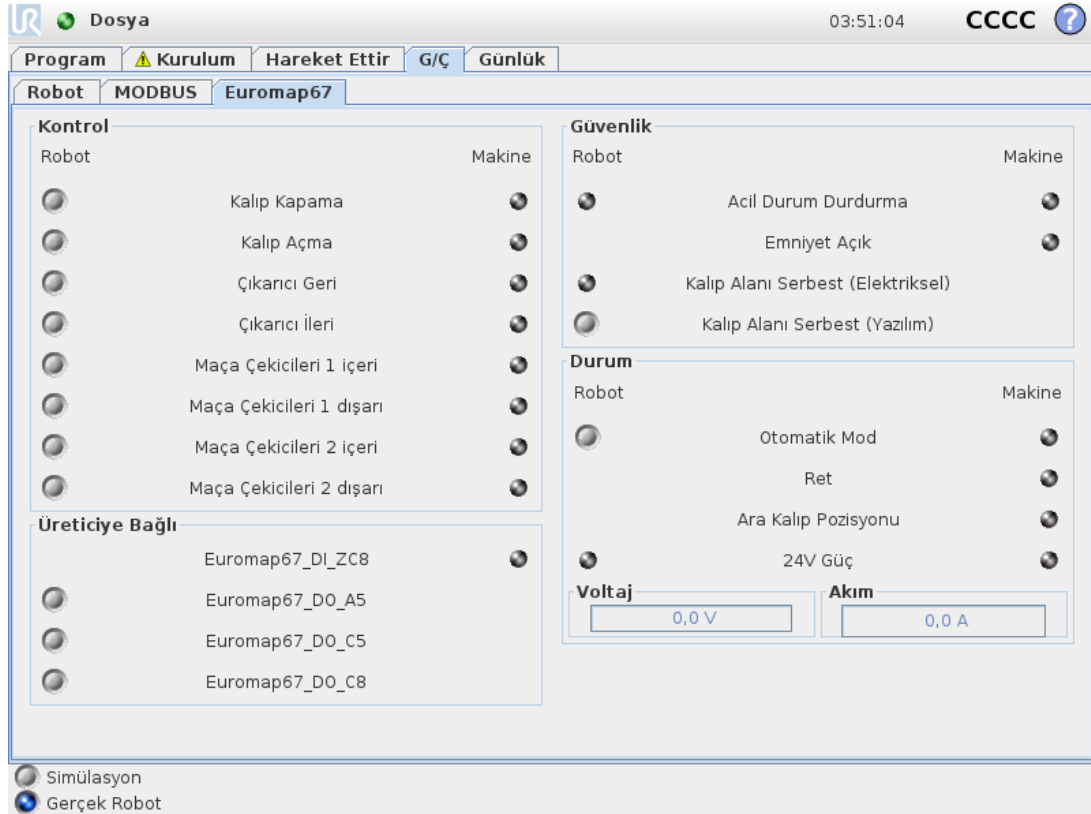 UR Dosya 03:51:04 CCCC ?
Program Kurulum Hareket Ettir G/Ç Günlük
Robot MODBUS Euromap67
Kontrol
Robot Makine
Kalıp Kapama
Kalıp Açma
Çıkarıcı Geri
Çıkarıcı İleri
Maça Çekicileri 1 içeri
Maça Çekicileri 1 dışarı
Maça Çekicileri 2 içeri
Maça Çekicileri 2 dışarı
Üreticiye Bağlı
Euromap67_DI_ZC8
Euromap67_DO_A5
Euromap67_DO_C5
Euromap67_DO_C8
Güvenlik
Robot Makine
Acil Durum Durdurma
Emniyet Açık
Kalıp Alanı Serbest (Elektriksel)
Kalıp Alanı Serbest (Yazılım)
Durum
Robot Makine
Otomatik Mod
Ret
Ara Kalıp Pozisyonu
24V Güç
Voltaj Akım
0,0 V 0,0 A
Simülasyon
Gerçek Robot